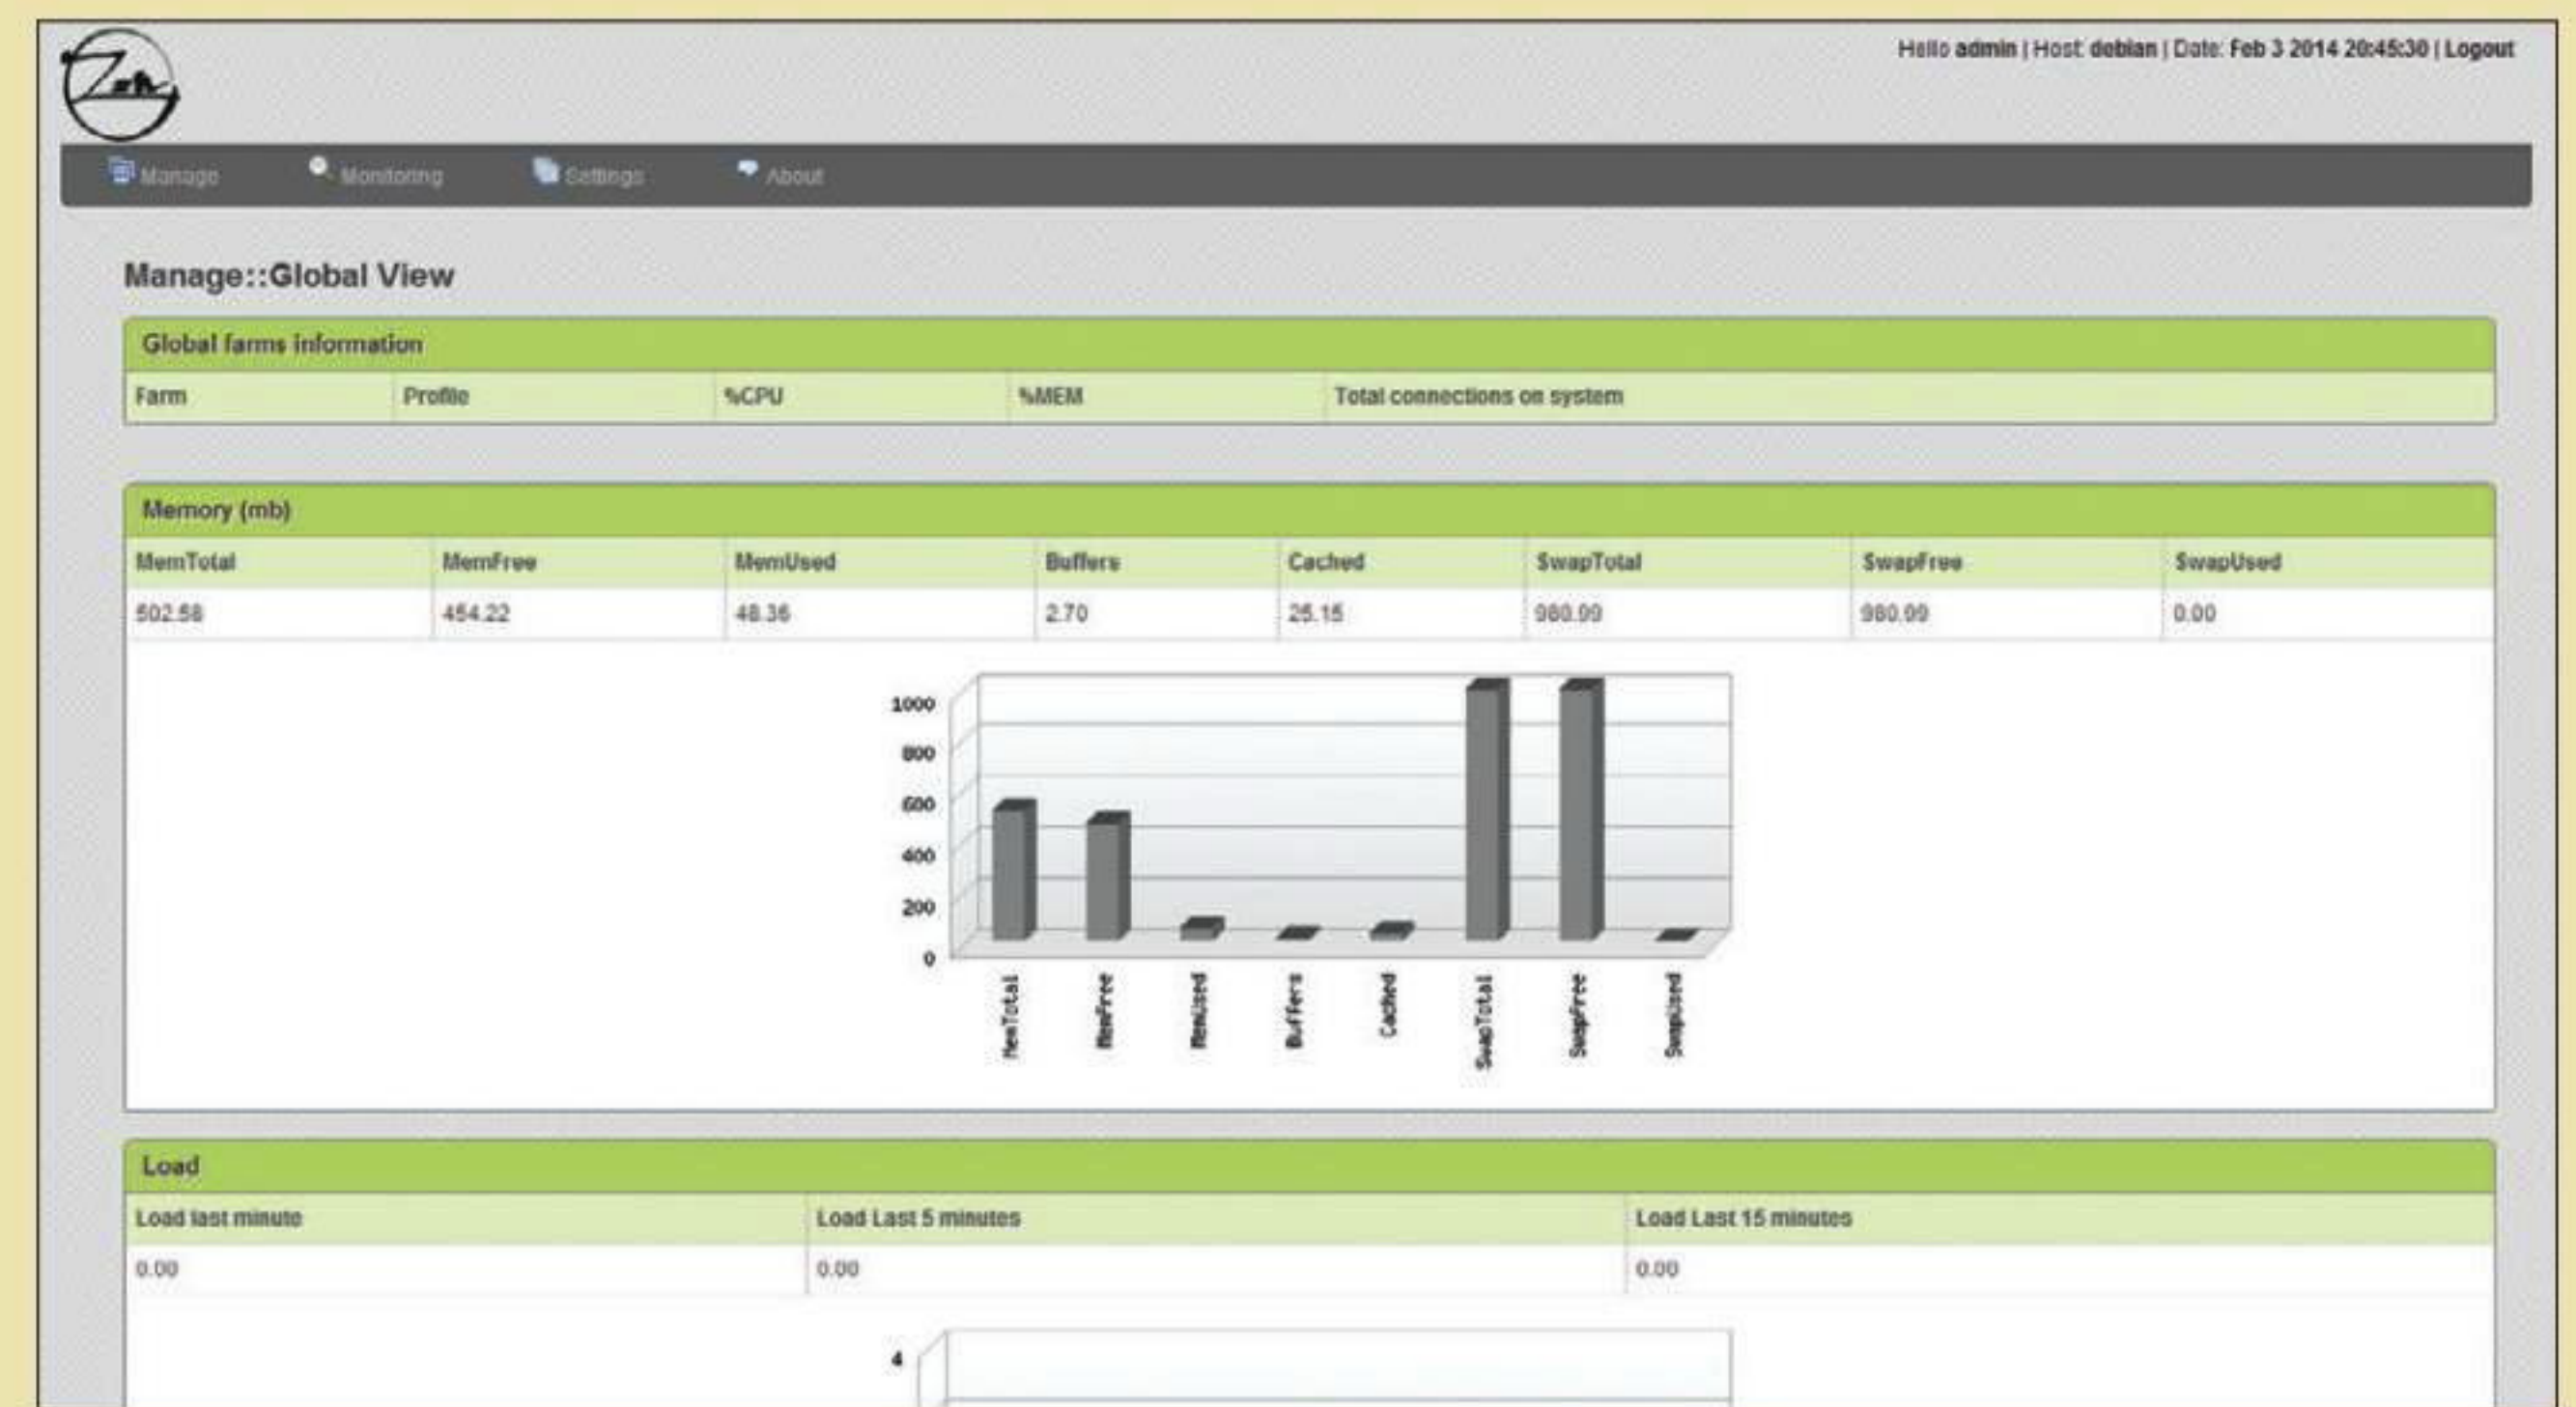 Zen
Hello admin | Host: debian | Date: Feb 3 2014 20:45:30 | Logout
Manage Monitoring Settings About
Manage::Global View
Global farms information
Farm Profile %CPU %MEM Total connections on system
Memory (mb)
MemTotal MemFree MemUsed Buffers Cached SwapTotal SwapFree SwapUsed
502.58 454.22 48.36 2.70 25.15 980.99 980.99 0.00
1000
800
600
400
200
0
MemTotal MemFree MemUsed Buffers Cached SwapTotal SwapFree SwapUsed
Load
Load last minute Load Last 5 minutes Load Last 15 minutes
0.00 0.00 0.00
4